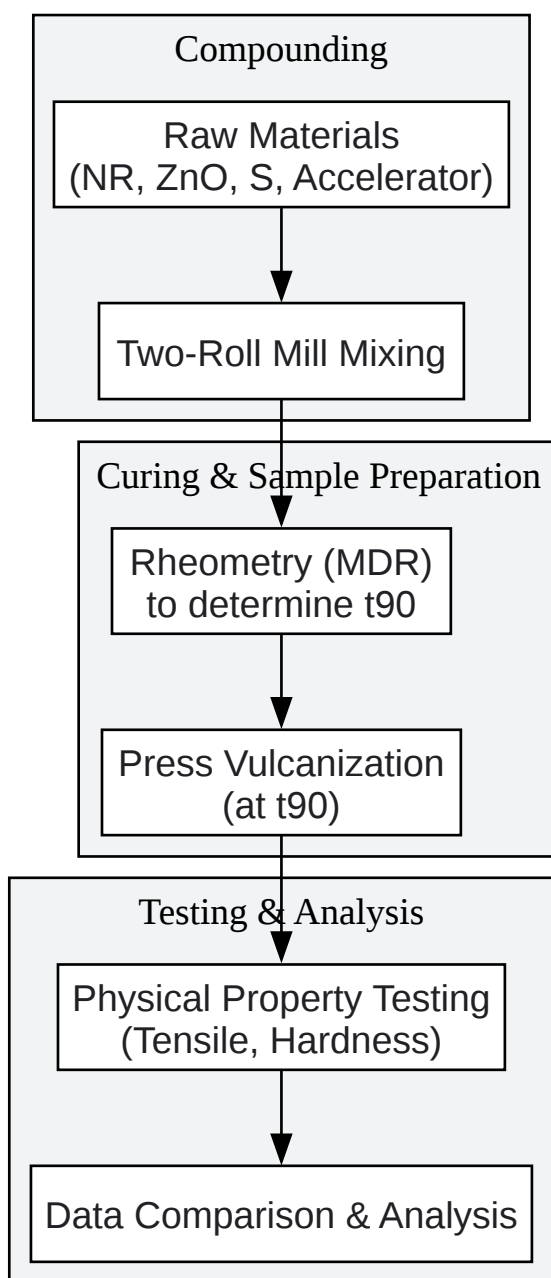 Compounding
Raw Materials
(NR, ZnO, S, Accelerator)
Two-Roll Mill Mixing
Curing & Sample Preparation
Rheometry (MDR)
to determine t90
Press Vulcanization
(at t90)
Testing & Analysis
Physical Property Testing
(Tensile, Hardness)
Data Comparison & Analysis